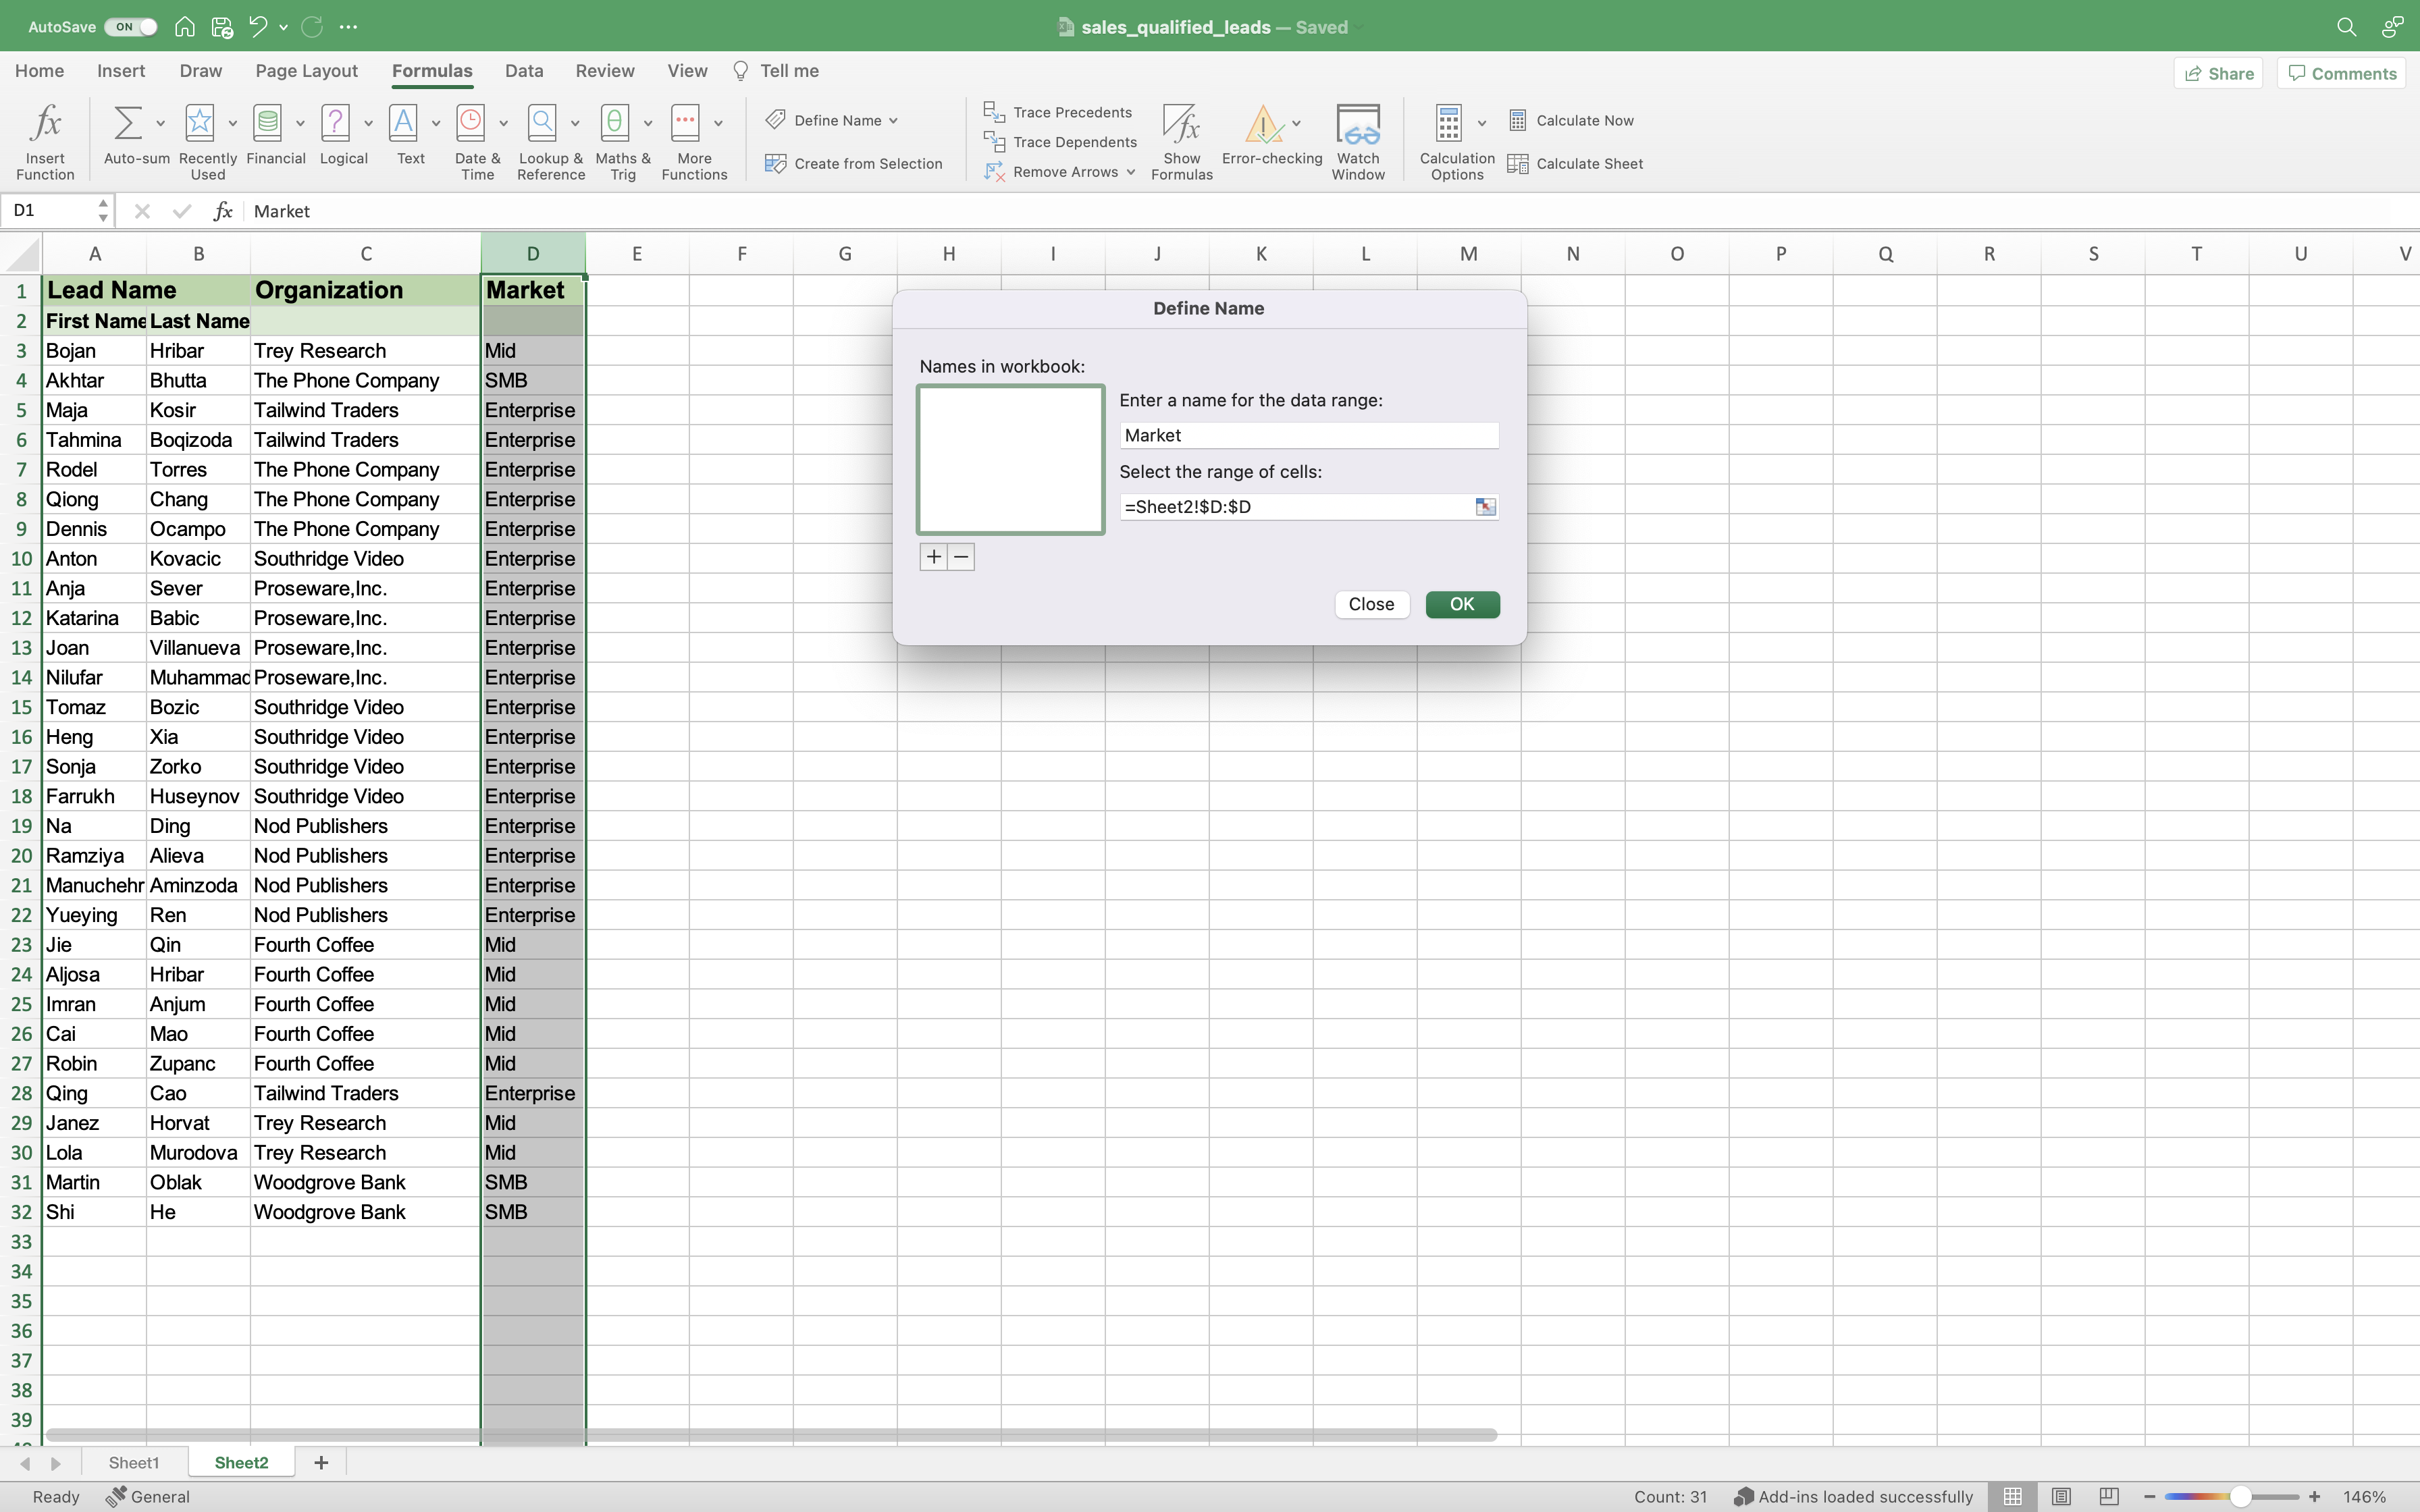 AutoSave ON sales_qualified_leads — Saved
Home Insert Draw Page Layout Formulas Data Review View Tell me Share Comments
Insert Function Auto-sum Recently Used Financial Logical Text Date & Time Lookup & Reference Maths & Trig More Functions
Define Name
Create from Selection
Trace Precedents
Trace Dependents
Remove Arrows
Show Formulas Error-checking Watch Window Calculation Options
Calculate Now
Calculate Sheet
D1 fx Market
A B C D E F G H I J K L M N O P Q R S T U V
1 Lead Name Organization Market
2 First Name Last Name
3 Bojan Hribar Trey Research Mid
4 Akhtar Bhutta The Phone Company SMB
5 Maja Kosir Tailwind Traders Enterprise
6 Tahmina Boqizoda Tailwind Traders Enterprise
7 Rodel Torres The Phone Company Enterprise
8 Qiong Chang The Phone Company Enterprise
9 Dennis Ocampo The Phone Company Enterprise
10 Anton Kovacic Southridge Video Enterprise
11 Anja Sever Proseware,Inc. Enterprise
12 Katarina Babic Proseware,Inc. Enterprise
13 Joan Villanueva Proseware,Inc. Enterprise
14 Nilufar Muhammad Proseware,Inc. Enterprise
15 Tomaz Bozic Southridge Video Enterprise
16 Heng Xia Southridge Video Enterprise
17 Sonja Zorko Southridge Video Enterprise
18 Farrukh Huseynov Southridge Video Enterprise
19 Na Ding Nod Publishers Enterprise
20 Ramziya Alieva Nod Publishers Enterprise
21 Manuchehr Aminzoda Nod Publishers Enterprise
22 Yueying Ren Nod Publishers Enterprise
23 Jie Qin Fourth Coffee Mid
24 Aljosa Hribar Fourth Coffee Mid
25 Imran Anjum Fourth Coffee Mid
26 Cai Mao Fourth Coffee Mid
27 Robin Zupanc Fourth Coffee Mid
28 Qing Cao Tailwind Traders Enterprise
29 Janez Horvat Trey Research Mid
30 Lola Murodova Trey Research Mid
31 Martin Oblak Woodgrove Bank SMB
32 Shi He Woodgrove Bank SMB
33
34
35
36
37
38
39
Define Name
Names in workbook:
Enter a name for the data range:
Market
Select the range of cells:
=Sheet2!$D:$D
+ −
Close OK
Sheet1 Sheet2 +
Ready General Count: 31 Add-ins loaded successfully − + 146%